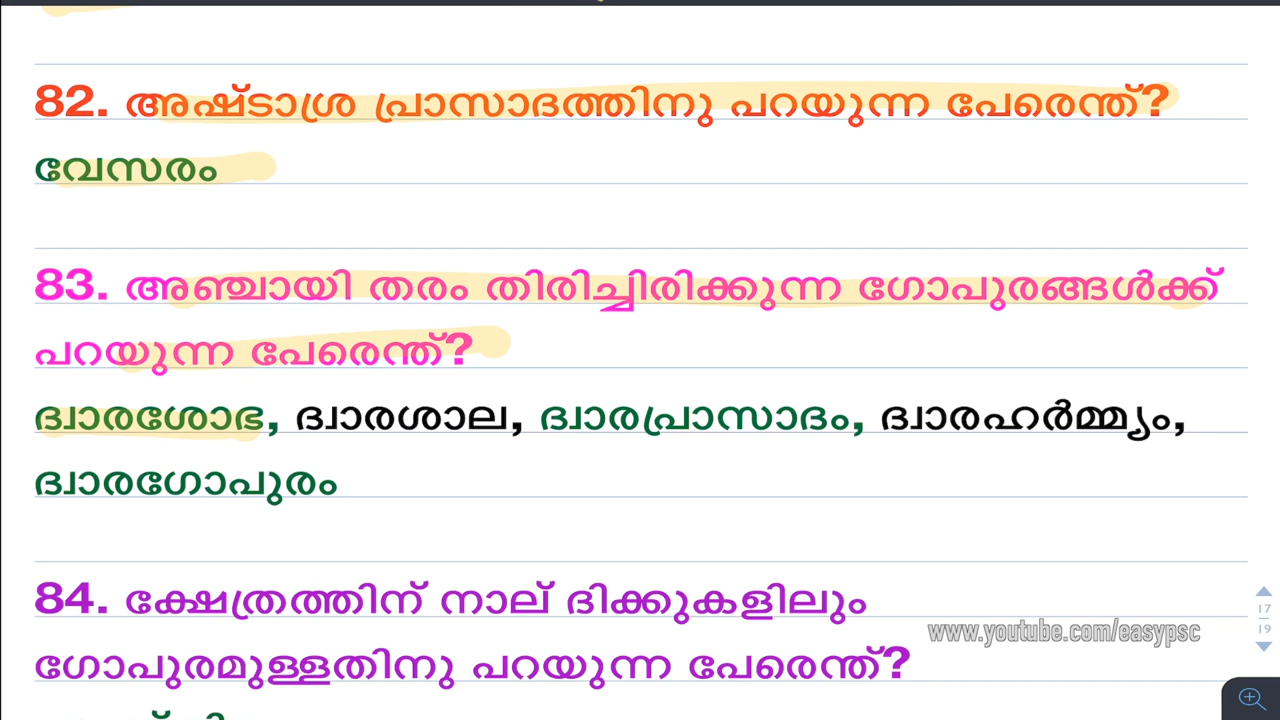 82. അഷ്ടാശ്ര പ്രാസാദത്തിനു പറയുന്ന പേരെന്ത്?
വേസരം
83. അഞ്ചായി തരം തിരിച്ചിരിക്കുന്ന ഗോപുരങ്ങൾക്ക്
പറയുന്ന പേരെന്ത്?
ദ്വാരശോഭ, ദ്വാരശാല, ദ്വാരപ്രാസാദം, ദ്വാരഹർമ്മ്യം,
ദ്വാരഗോപുരം
84. ക്ഷേത്രത്തിന് നാല് ദിക്കുകളിലും
www.youtube.com/easypsc
ഗോപുരമുള്ളതിനു പറയുന്ന പേരെന്ത്?
17
19